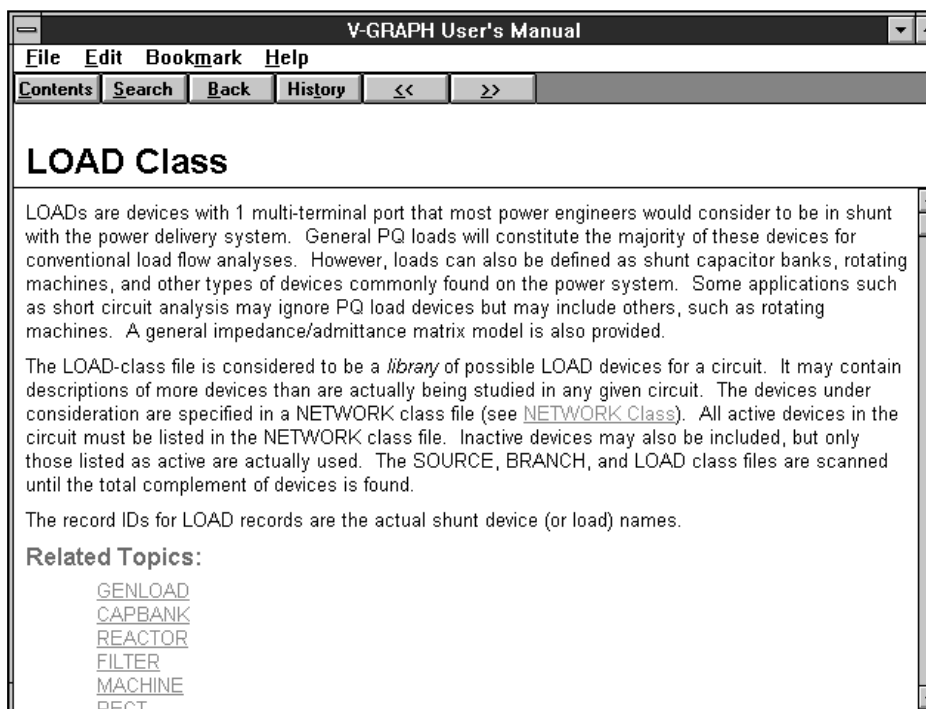 V-GRAPH User's Manual
File Edit Bookmark Help
Contents Search Back History << >>
LOAD Class
LOADs are devices with 1 multi-terminal port that most power engineers would consider to be in shunt
with the power delivery system. General PQ loads will constitute the majority of these devices for
conventional load flow analyses. However, loads can also be defined as shunt capacitor banks, rotating
machines, and other types of devices commonly found on the power system. Some applications such
as short circuit analysis may ignore PQ load devices but may include others, such as rotating
machines. A general impedance/admittance matrix model is also provided.
The LOAD-class file is considered to be a library of possible LOAD devices for a circuit. It may contain
descriptions of more devices than are actually being studied in any given circuit. The devices under
consideration are specified in a NETWORK class file (see NETWORK Class). All active devices in the
circuit must be listed in the NETWORK class file. Inactive devices may also be included, but only
those listed as active are actually used. The SOURCE, BRANCH, and LOAD class files are scanned
until the total complement of devices is found.
The record IDs for LOAD records are the actual shunt device (or load) names.
Related Topics:
GENLOAD
CAPBANK
REACTOR
FILTER
MACHINE